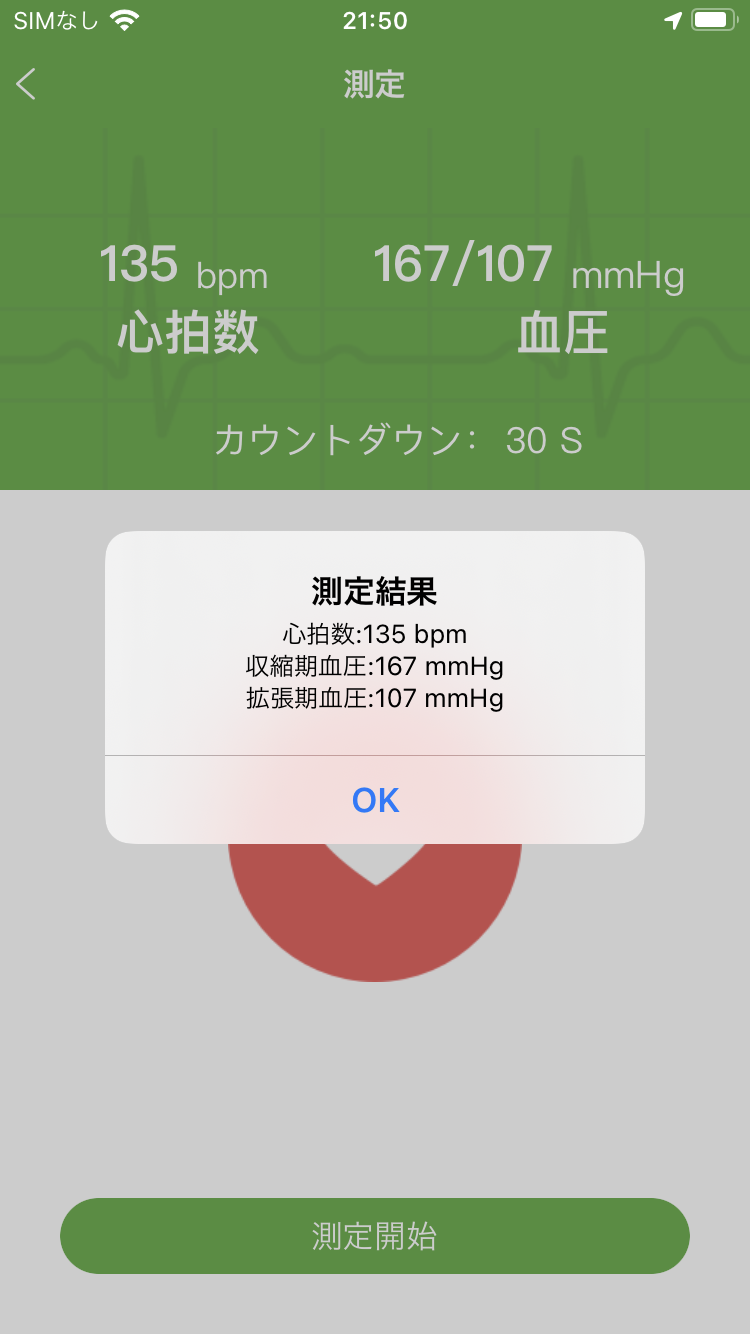 SIMなし 21:50
測定
135 bpm 167/107 mmHg
心拍数 血圧
カウントダウン： 30 S
測定結果
心拍数:135 bpm
収縮期血圧:167 mmHg
拡張期血圧:107 mmHg
OK
測定開始